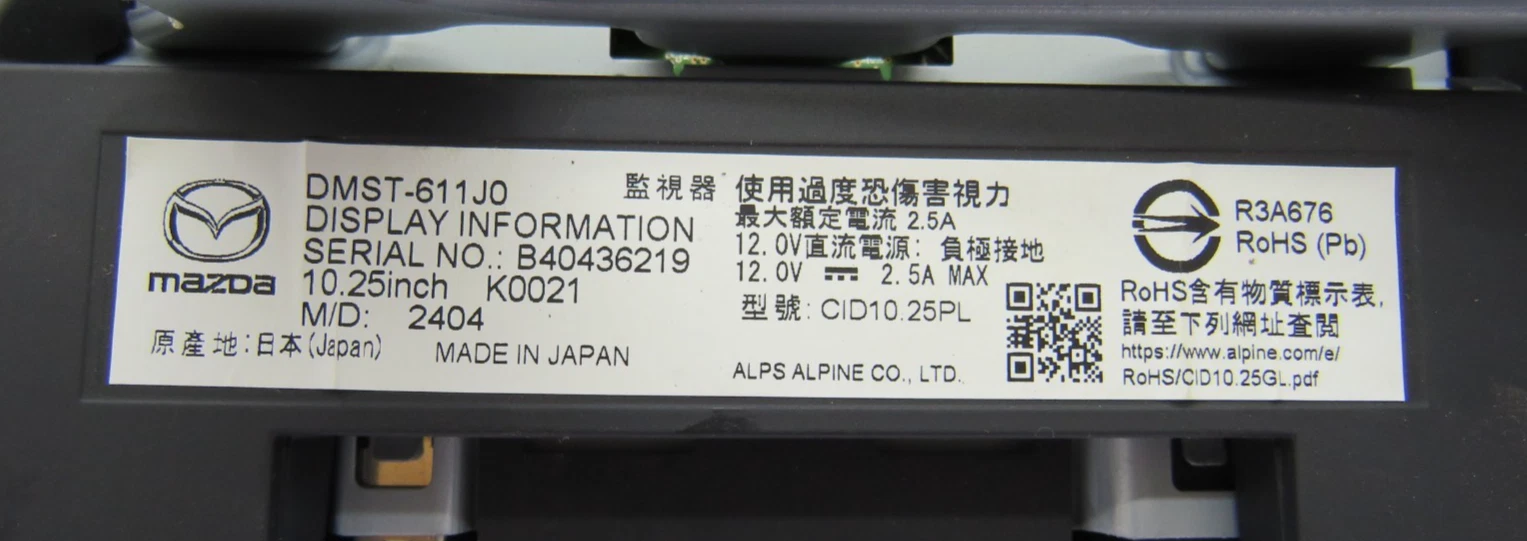 mazda
DMST-611J0
DISPLAY INFORMATION
SERIAL NO.: B40436219
10.25inch K0021
M/D: 2404
原產地:日本(Japan) MADE IN JAPAN
監視器 使用過度恐傷害視力
最大額定電流 2.5A
12.0V直流電源: 負極接地
12.0V ⎓ 2.5A MAX
型號: CID10.25PL
ALPS ALPINE CO., LTD.
R3A676
RoHS (Pb)
RoHS含有物質標示表,
請至下列網址查閱
https://www.alpine.com/e/
RoHS/CID10.25GL.pdf